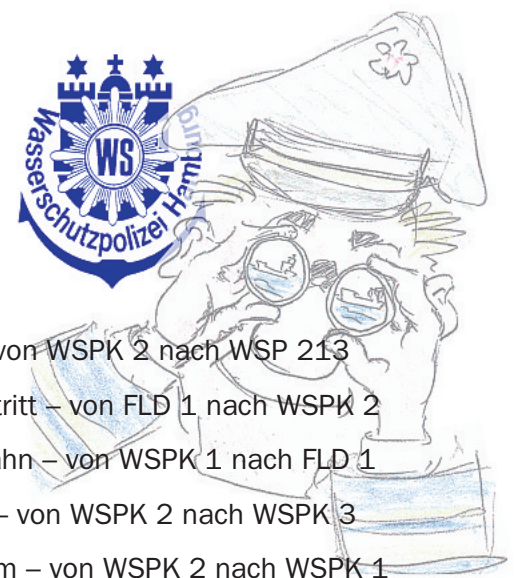 Wasserschutzpolizei Hamburg
WS
von WSPK 2 nach WSP 213
tritt – von FLD 1 nach WSPK 2
ahn – von WSPK 1 nach FLD 1
– von WSPK 2 nach WSPK 3
m – von WSPK 2 nach WSPK 1